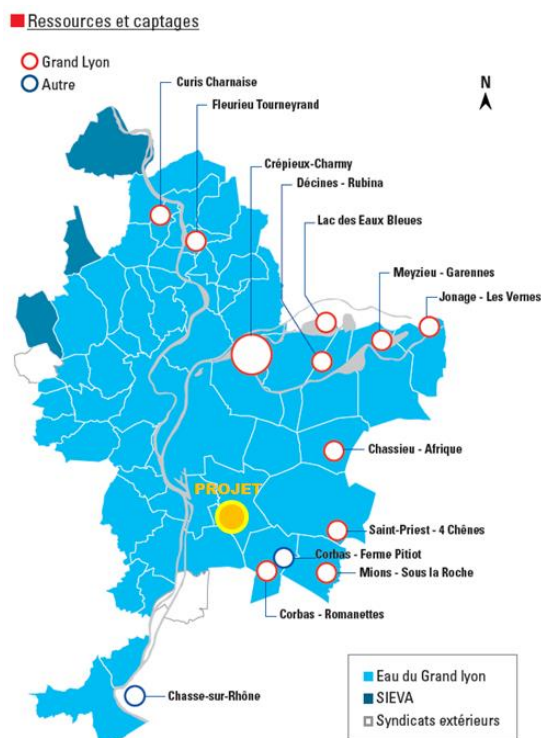 Ressources et captages
Grand Lyon
Autre
Curis Charnaise
Fleurieu Tourneyrand
N
Crépieux-Charmy
Décines - Rubina
Lac des Eaux Bleues
Meyzieu - Garennes
Jonage - Les Vernes
Chassieu - Afrique
PROJET
Saint-Priest - 4 Chênes
Corbas - Ferme Pitiot
Mions - Sous la Roche
Corbas - Romanettes
Chasse-sur-Rhône
Eau du Grand lyon
SIEVA
Syndicats extérieurs